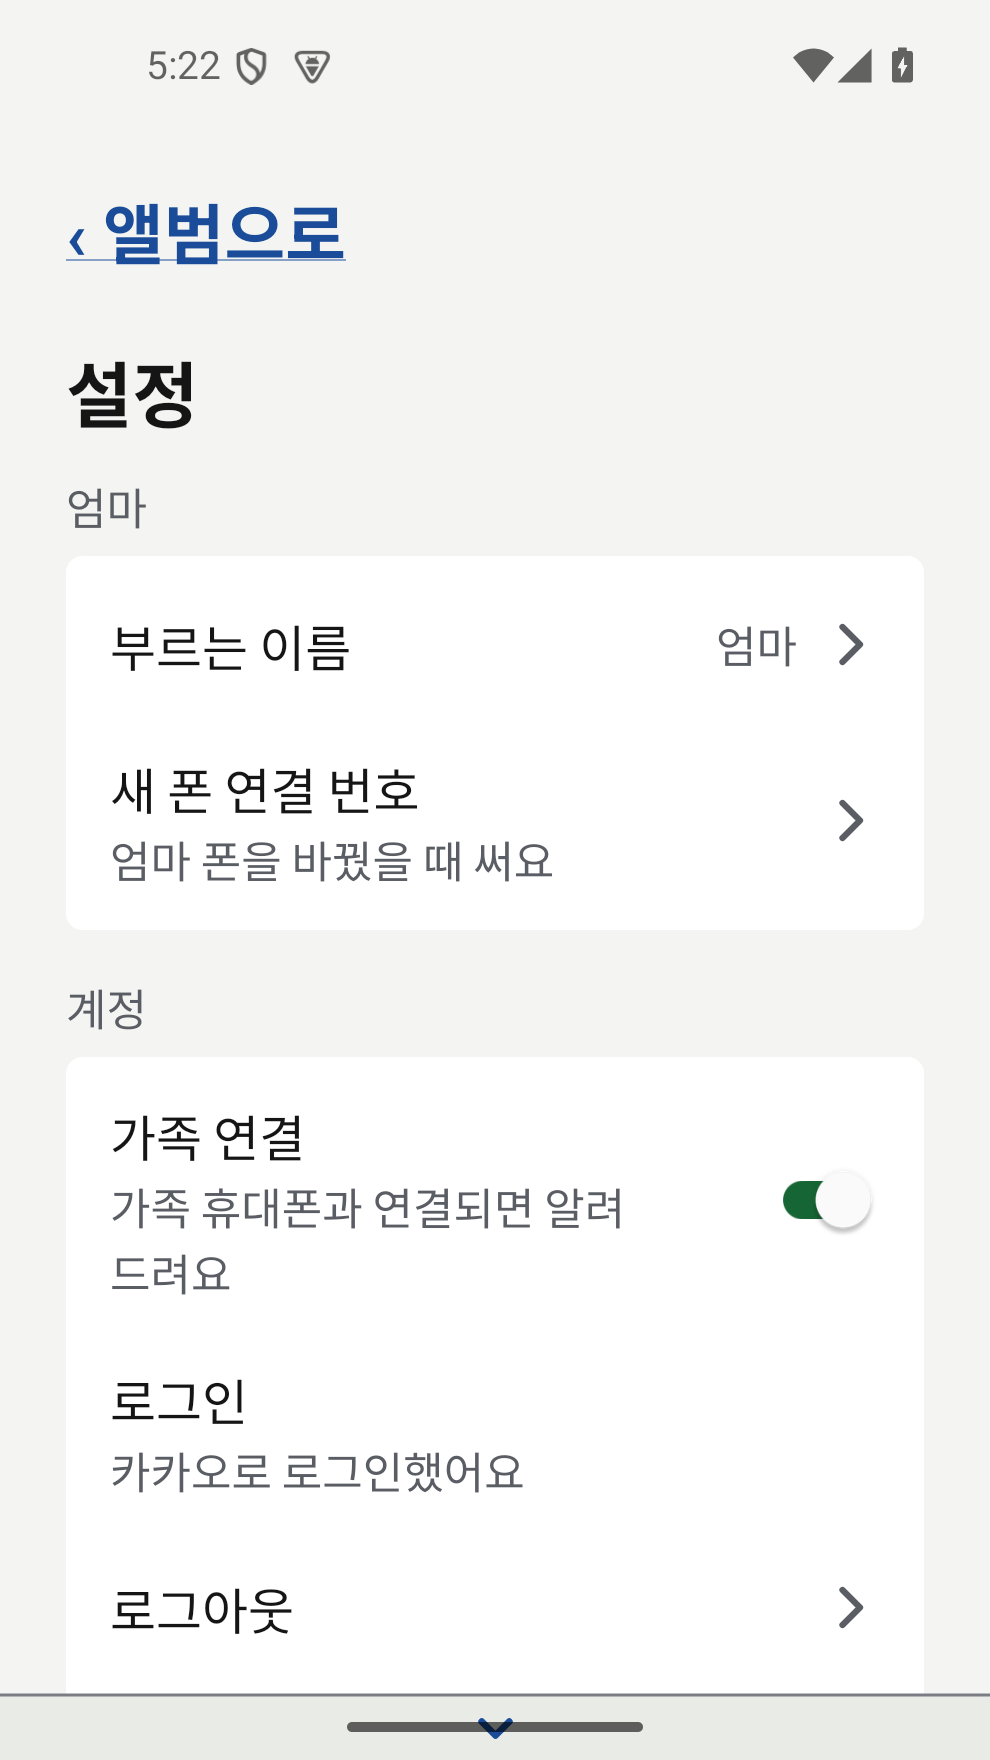 5:22
‹ 앨범으로
설정
엄마
부르는 이름
엄마
새 폰 연결 번호
엄마 폰을 바꿨을 때 써요
계정
가족 연결
가족 휴대폰과 연결되면 알려
드려요
로그인
카카오로 로그인했어요
로그아웃